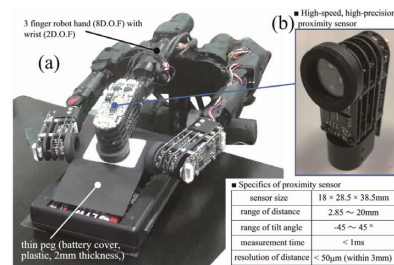 3 finger robot hand (8D.O.F) with
wrist (2D.O.F)
(a)
thin peg (battery cover,
plastic, 2mm thickness,)
(b)
■ High-speed, high-precision
proximity sensor
■ Specifics of proximity sensor
sensor size 18 × 28.5 × 38.5mm
range of distance 2.85 ～ 20mm
range of tilt angle -45 ～ 45 °
measurement time < 1ms
resolution of distance < 50μm (within 3mm)